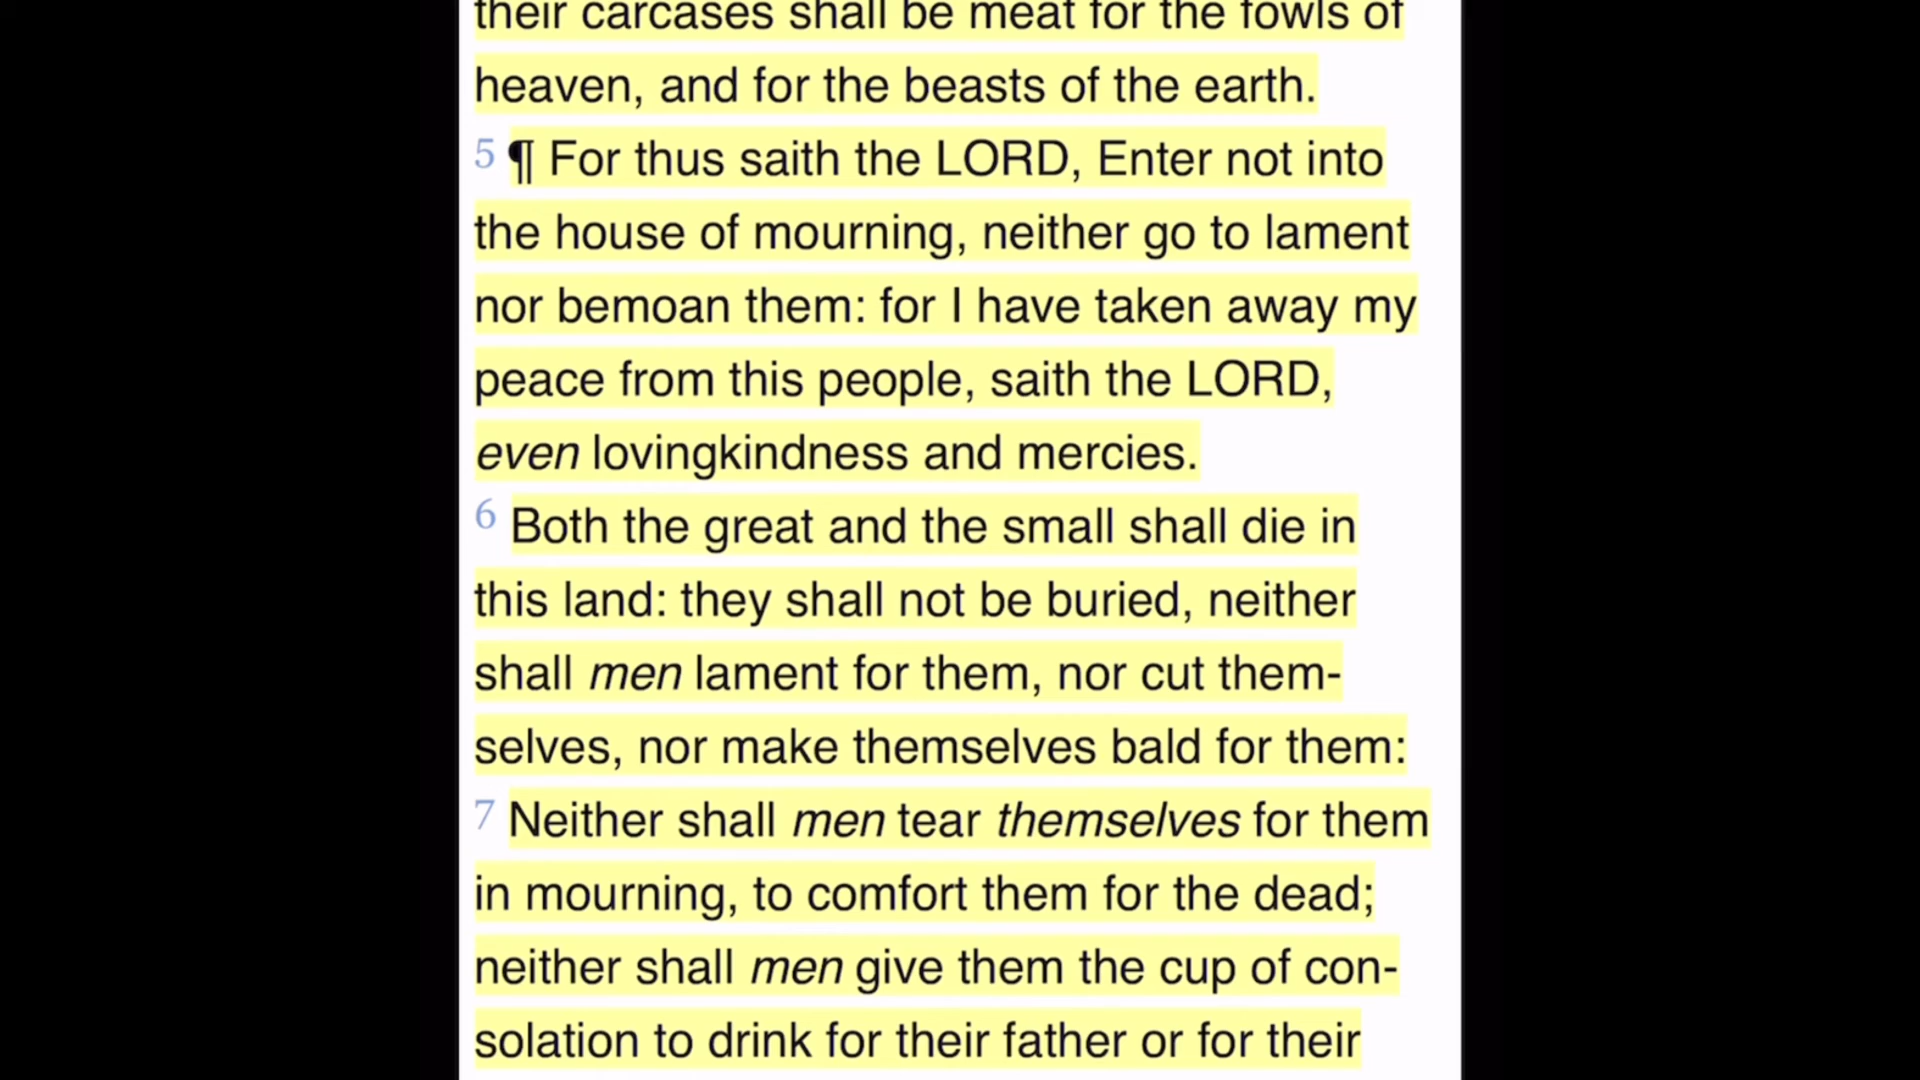 their carcases shall be meat for the fowls of
heaven, and for the beasts of the earth.
5 ¶ For thus saith the LORD, Enter not into
the house of mourning, neither go to lament
nor bemoan them: for I have taken away my
peace from this people, saith the LORD,
even lovingkindness and mercies.
6 Both the great and the small shall die in
this land: they shall not be buried, neither
shall men lament for them, nor cut them-
selves, nor make themselves bald for them:
7 Neither shall men tear themselves for them
in mourning, to comfort them for the dead;
neither shall men give them the cup of con-
solation to drink for their father or for their